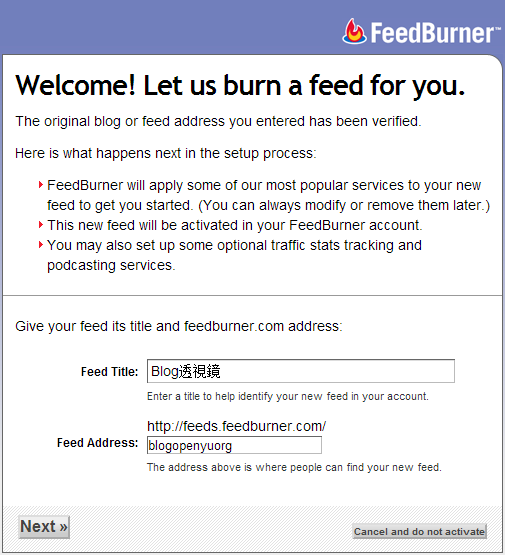 FeedBurner™
Welcome! Let us burn a feed for you.
The original blog or feed address you entered has been verified.
Here is what happens next in the setup process:
FeedBurner will apply some of our most popular services to your new
feed to get you started. (You can always modify or remove them later.)
This new feed will be activated in your FeedBurner account.
You may also set up some optional traffic stats tracking and
podcasting services.
Give your feed its title and feedburner.com address:
Feed Title: Blog透視鏡
Enter a title to help identify your new feed in your account.
http://feeds.feedburner.com/
Feed Address: blogopenyuorg
The address above is where people can find your new feed.
Next »
Cancel and do not activate